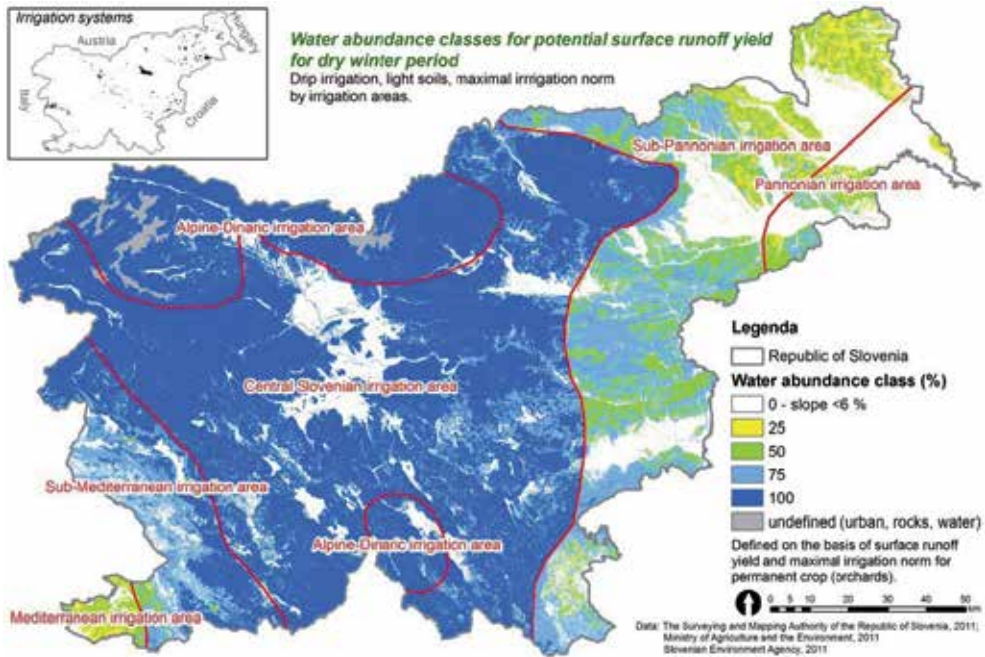 Irrigation systems
Austria
Hungary
Italy
Croatia
Water abundance classes for potential surface runoff yield
for dry winter period
Drip irrigation, light soils, maximal irrrigation norm
by irrigation areas.
Sub-Pannonian irrigation area
Pannonian irrigation area
Alpine-Dinaric irrigation area
Central Slovenian irrigation area
Sub-Mediterranean irrigation area
Alpine-Dinaric irrigation area
Mediterranean irrigation area
Legenda
Republic of Slovenia
Water abundance class (%)
0 - slope <6 %
25
50
75
100
undefined (urban, rocks, water)
Defined on the basis of surface runoff
yield and maximal irrigation norm for
permanent crop (orchards).
0 5 10 20 30 40 50
km
Data: The Surveying and Mapping Authority of the Republic of Slovenia, 2011;
Ministry of Agriculture and the Environment, 2011
Slovenian Environment Agency, 2011